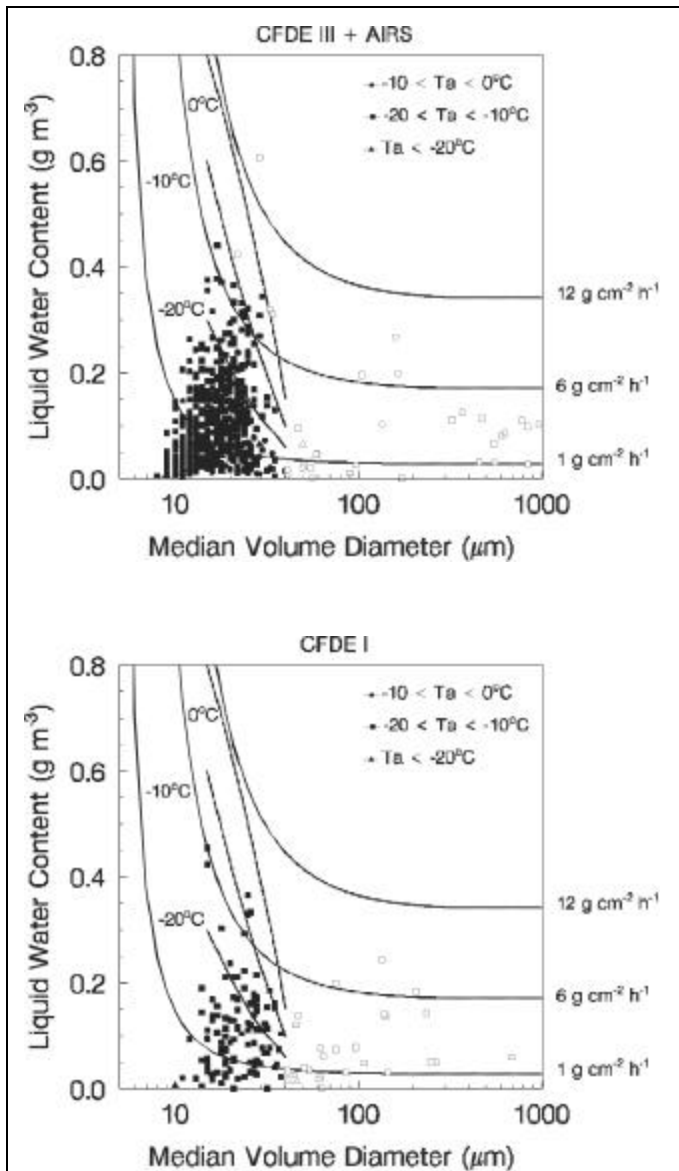 CFDE III + AIRS
0.8
0.6
0.4
0.2
0.0
10
100
1000
Liquid Water Content (g m⁻³)
Median Volume Diameter (μm)
-10 < Ta < 0°C
-20 < Ta < -10°C
Ta < -20°C
0°C
-10°C
-20°C
12 g cm⁻² h⁻¹
6 g cm⁻² h⁻¹
1 g cm⁻² h⁻¹
CFDE I
0.8
0.6
0.4
0.2
0.0
10
100
1000
Liquid Water Content (g m⁻³)
Median Volume Diameter (μm)
-10 < Ta < 0°C
-20 < Ta < -10°C
Ta < -20°C
0°C
-10°C
-20°C
12 g cm⁻² h⁻¹
6 g cm⁻² h⁻¹
1 g cm⁻² h⁻¹